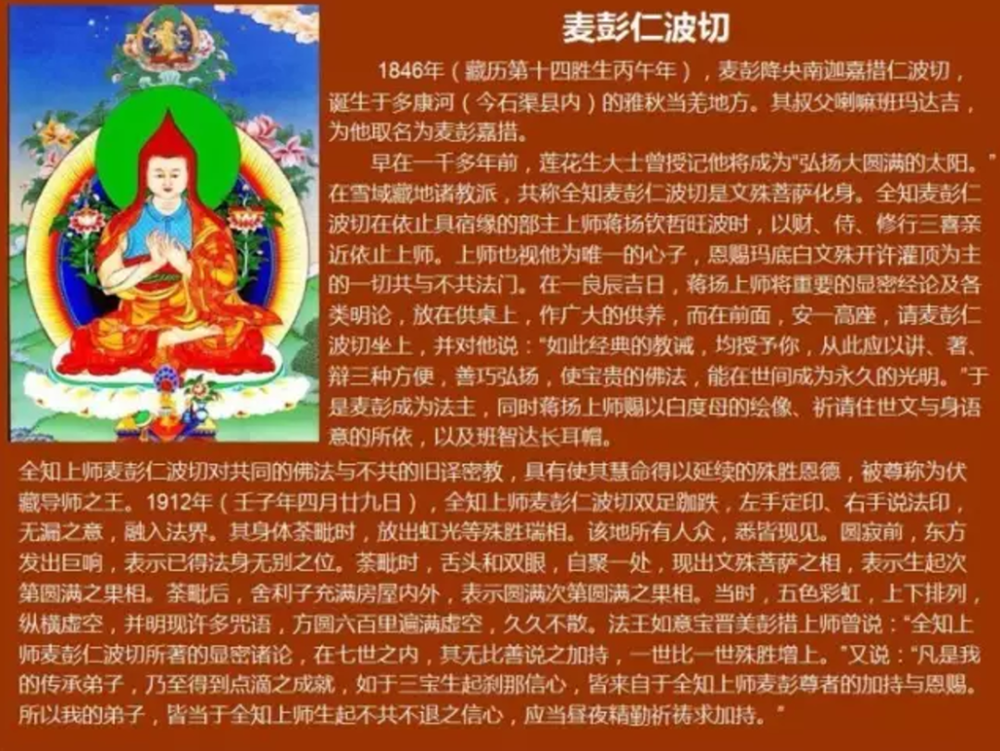 麦彭仁波切
1846年（藏历第十四胜生丙午年），麦彭降央南迦嘉措仁波切，
诞生于多康河（今石渠县内）的雅秋当羌地方。其叔父喇嘛班玛达吉，
为他取名为麦彭嘉措。
早在一千多年前，莲花生大士曾授记他将成为“弘扬大圆满的太阳。”
在雪域藏地诸教派，共称全知麦彭仁波切是文殊菩萨化身。全知麦彭仁
波切在依止具宿缘的部主上师蒋扬钦哲旺波时，以财、侍、修行三喜亲
近依止上师。上师也视他为唯一的心子，恩赐玛底白文殊开许灌顶为主
的一切共与不共法门。在一良辰吉日，蒋扬上师将重要的显密经论及各
类明论，放在供桌上，作广大的供养，而在前面，安一高座，请麦彭仁
波切坐上，并对他说：“如此经典的教诫，均授予你，从此应以讲、著、
辩三种方便，善巧弘扬，使宝贵的佛法，能在世间成为永久的光明。”于
是麦彭成为法主，同时蒋扬上师赐以白度母的绘像、祈请住世文与身语
意的所依，以及班智达长耳帽。
全知上师麦彭仁波切对共同的佛法与不共的旧译密教，具有使其慧命得以延续的殊胜恩德，被尊称为伏
藏导师之王。1912年（壬子年四月廿九日），全知上师麦彭仁波切双足跏趺，左手定印、右手说法印，
无漏之意，融入法界。其身体荼毗时，放出虹光等殊胜瑞相。该地所有人众，悉皆现见。圆寂前，东方
发出巨响，表示已得法身无别之位。荼毗时，舌头和双眼，自聚一处，现出文殊菩萨之相，表示生起次
第圆满之果相。荼毗后，舍利子充满房屋内外，表示圆满次第圆满之果相。当时，五色彩虹，上下排列，
纵横虚空，并明现许多咒语，方圆六百里遍满虚空，久久不散。法王如意宝晋美彭措上师曾说：“全知上
师麦彭仁波切所著的显密诸论，在七世之内，其无比善说之加持，一世比一世殊胜增上。”又说：“凡是我
的传承弟子，乃至得到点滴之成就，如于三宝生起刹那信心，皆来自于全知上师麦彭尊者的加持与恩赐。
所以我的弟子，皆当于全知上师生起不共不退之信心，应当昼夜精勤祈祷求加持。”